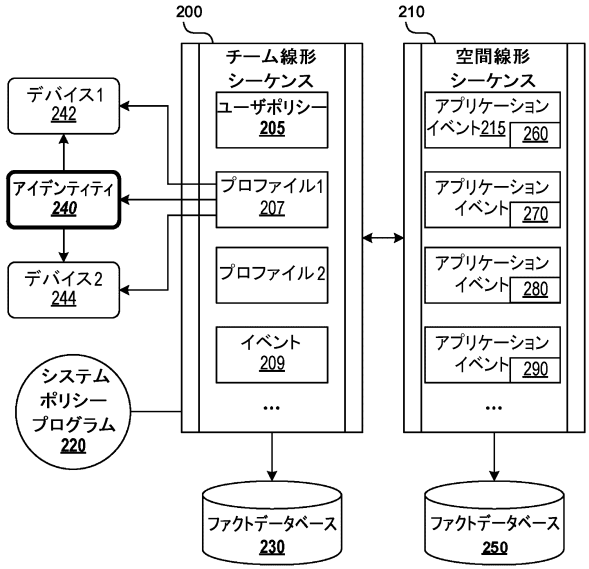 200
210
チーム線形
シーケンス
ユーザポリシー
205
プロファイル1
207
プロファイル2
イベント
209
...
デバイス1
242
アイデンティティ
240
デバイス2
244
システム
ポリシー
プログラム
220
ファクトデータベース
230
空間線形
シーケンス
アプリケーション
イベント215 260
アプリケーション
イベント 270
アプリケーション
イベント 280
アプリケーション
イベント 290
...
ファクトデータベース
250